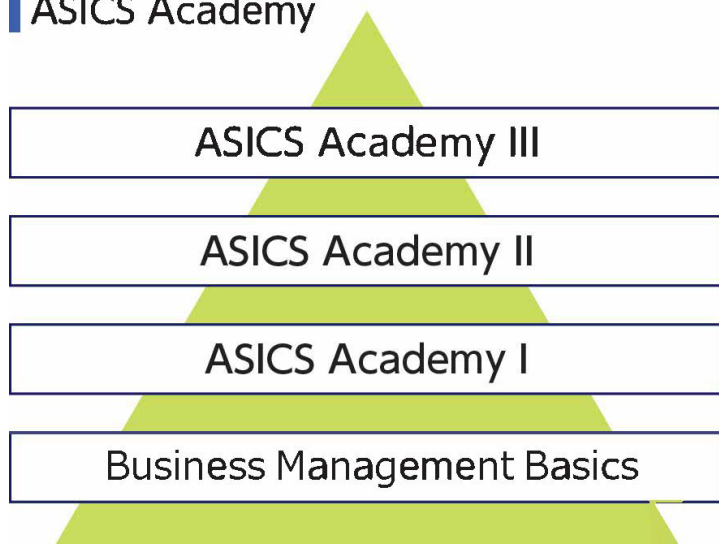 ASICS Academy
ASICS Academy III
ASICS Academy II
ASICS Academy I
Business Management Basics